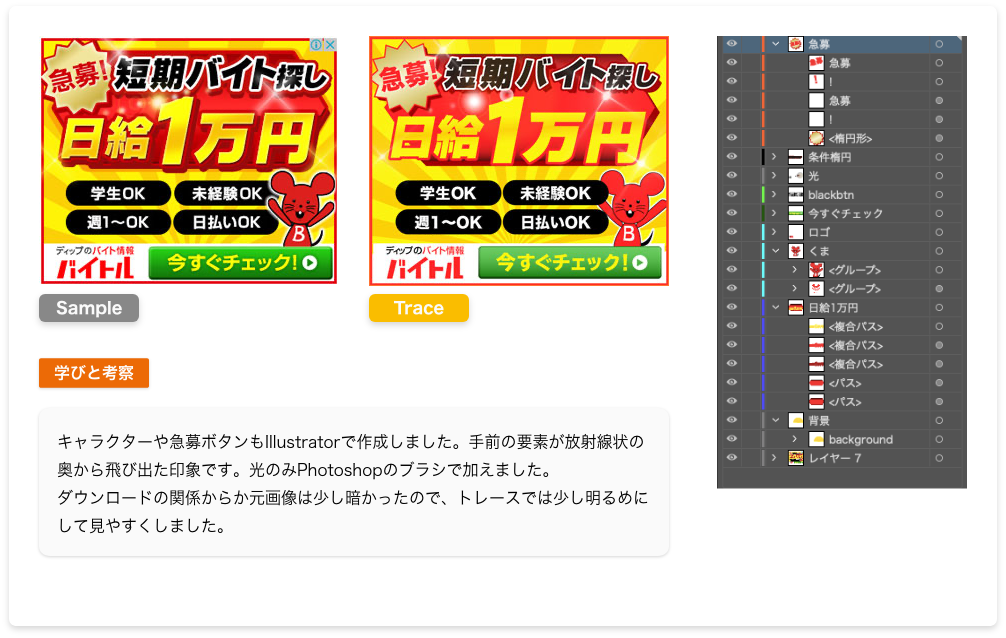 急募!
短期バイト探し
日給1万円
学生OK
未経験OK
週1〜OK
日払いOK
B
ディップのバイト情報
バイトル
今すぐチェック!
Sample
急募!
短期バイト探し
日給1万円
学生OK
未経験OK
週1〜OK
日払いOK
B
ディップのバイト情報
バイトル
今すぐチェック!
Trace
学びと考察
キャラクターや急募ボタンもIllustratorで作成しました。手前の要素が放射線状の
奥から飛び出た印象です。光のみPhotoshopのブラシで加えました。
ダウンロードの関係からか元画像は少し暗かったので、トレースでは少し明るめに
して見やすくしました。
急募
急募
!
急募
!
<楕円形>
条件楕円
光
blackbtn
今すぐチェック
ロゴ
くま
<グループ>
<グループ>
日給1万円
<複合パス>
<複合パス>
<複合パス>
<パス>
<パス>
背景
background
レイヤー 7